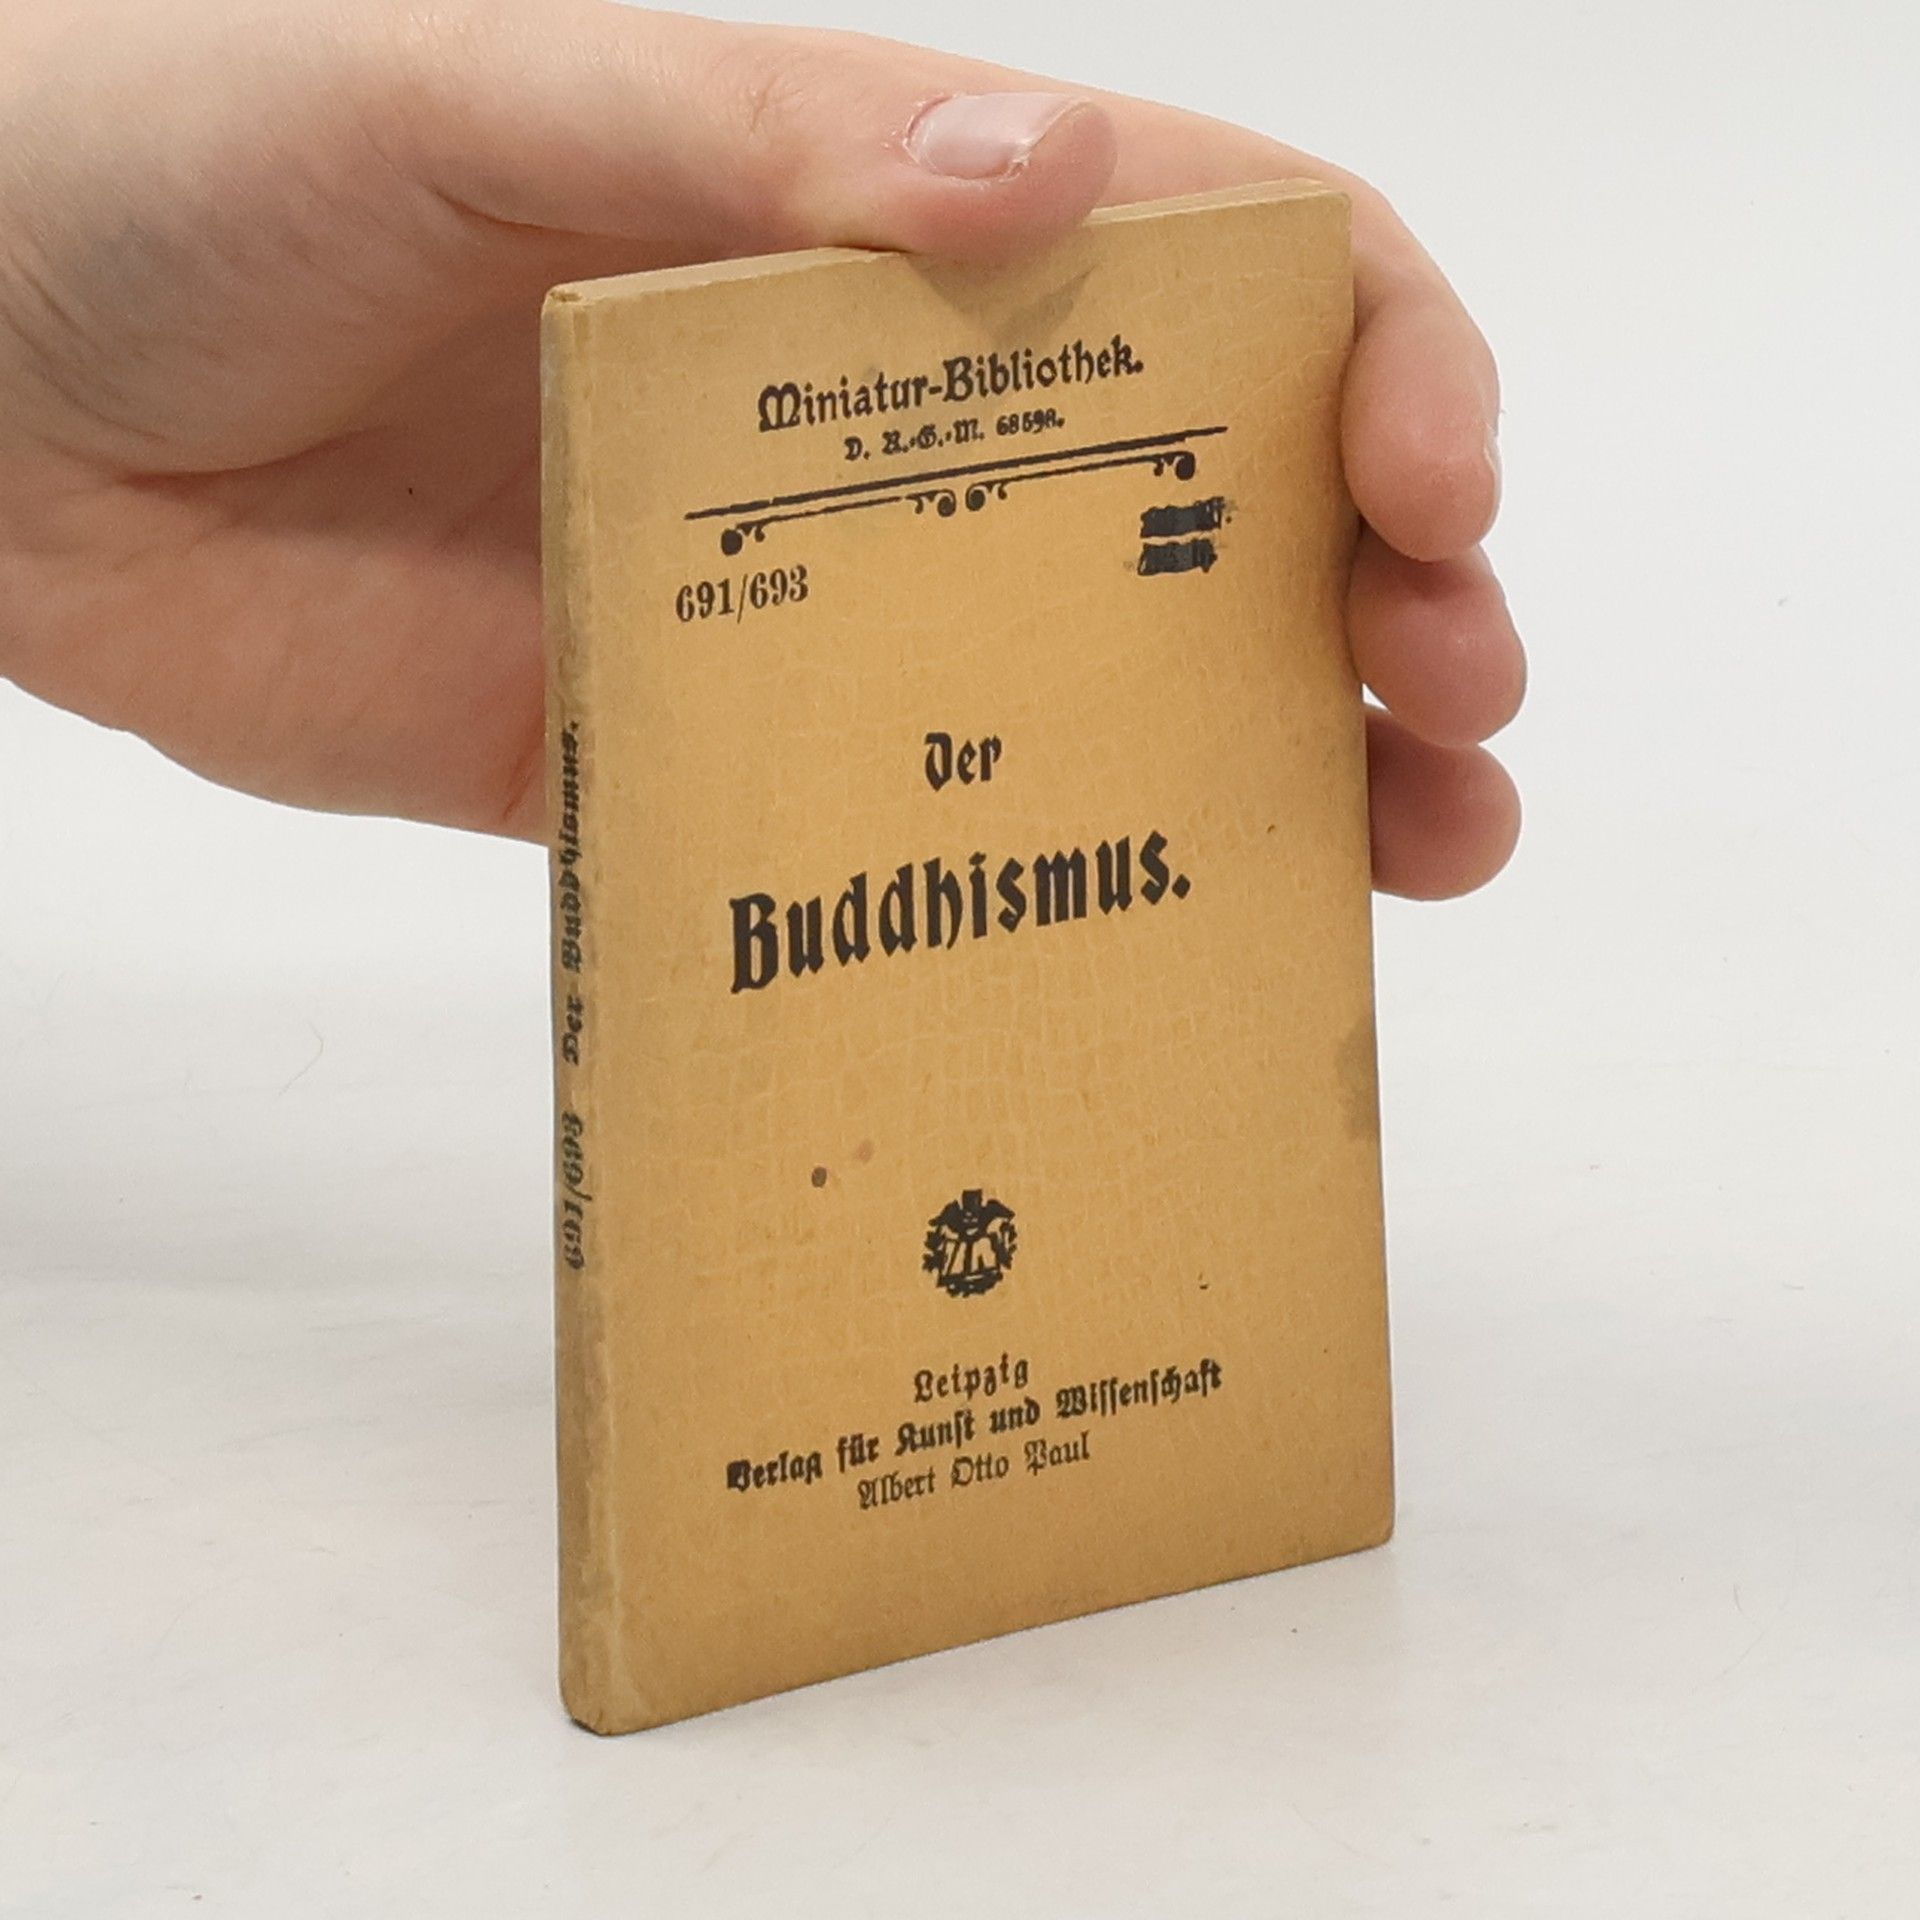 Miniatur-Bibliothek.
D. R.-G.-M. 68594.
691/693
Der
Buddhismus.
Leipzig
Verlag für Kunst und Wissenschaft
Albert Otto Paul
691/693 Der Buddhismus.